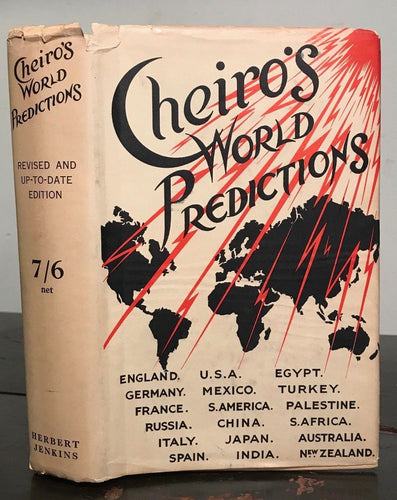 Cheiro's
WORLD
PREDICTIONS
REVISED AND
UP-TO-DATE
EDITION
7/6
net
HERBERT
JENKINS
Cheiro's
WORLD
PREDICTIONS
ENGLAND. U.S.A. EGYPT.
GERMANY. MEXICO. TURKEY.
FRANCE. S.AMERICA. PALESTINE.
RUSSIA. CHINA. S.AFRICA.
ITALY. JAPAN. AUSTRALIA.
SPAIN. INDIA. NEW ZEALAND.